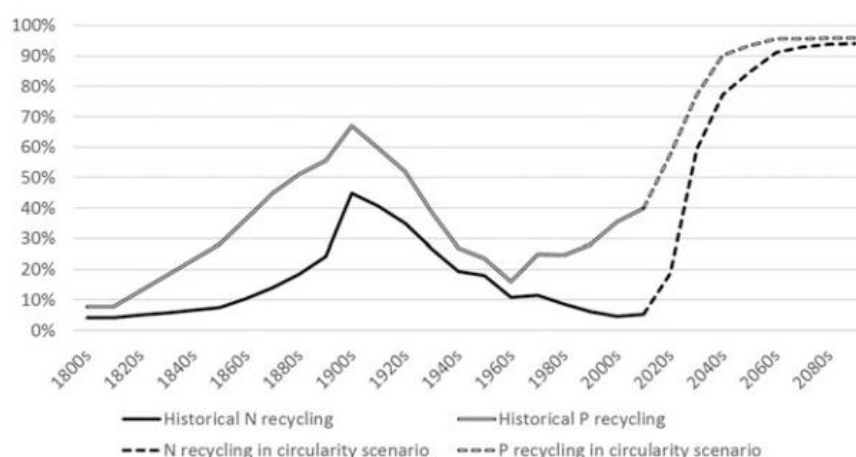 100%
90%
80%
70%
60%
50%
40%
30%
20%
10%
0%
1800s
1820s
1840s
1860s
1880s
1900s
1920s
1940s
1960s
1980s
2000s
2020s
2040s
2060s
2080s
Historical N recycling Historical P recycling
N recycling in circularity scenario P recycling in circularity scenario